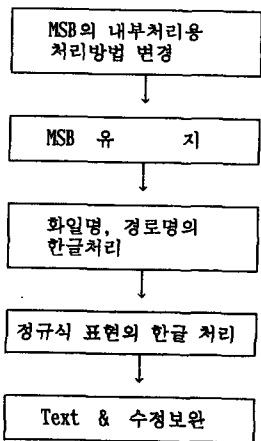 MSB의 내부처리용
처리방법 변경
MSB 유 지
화일명, 경로명의
한글처리
정규식 표현의 한글 처리
Text & 수정보완